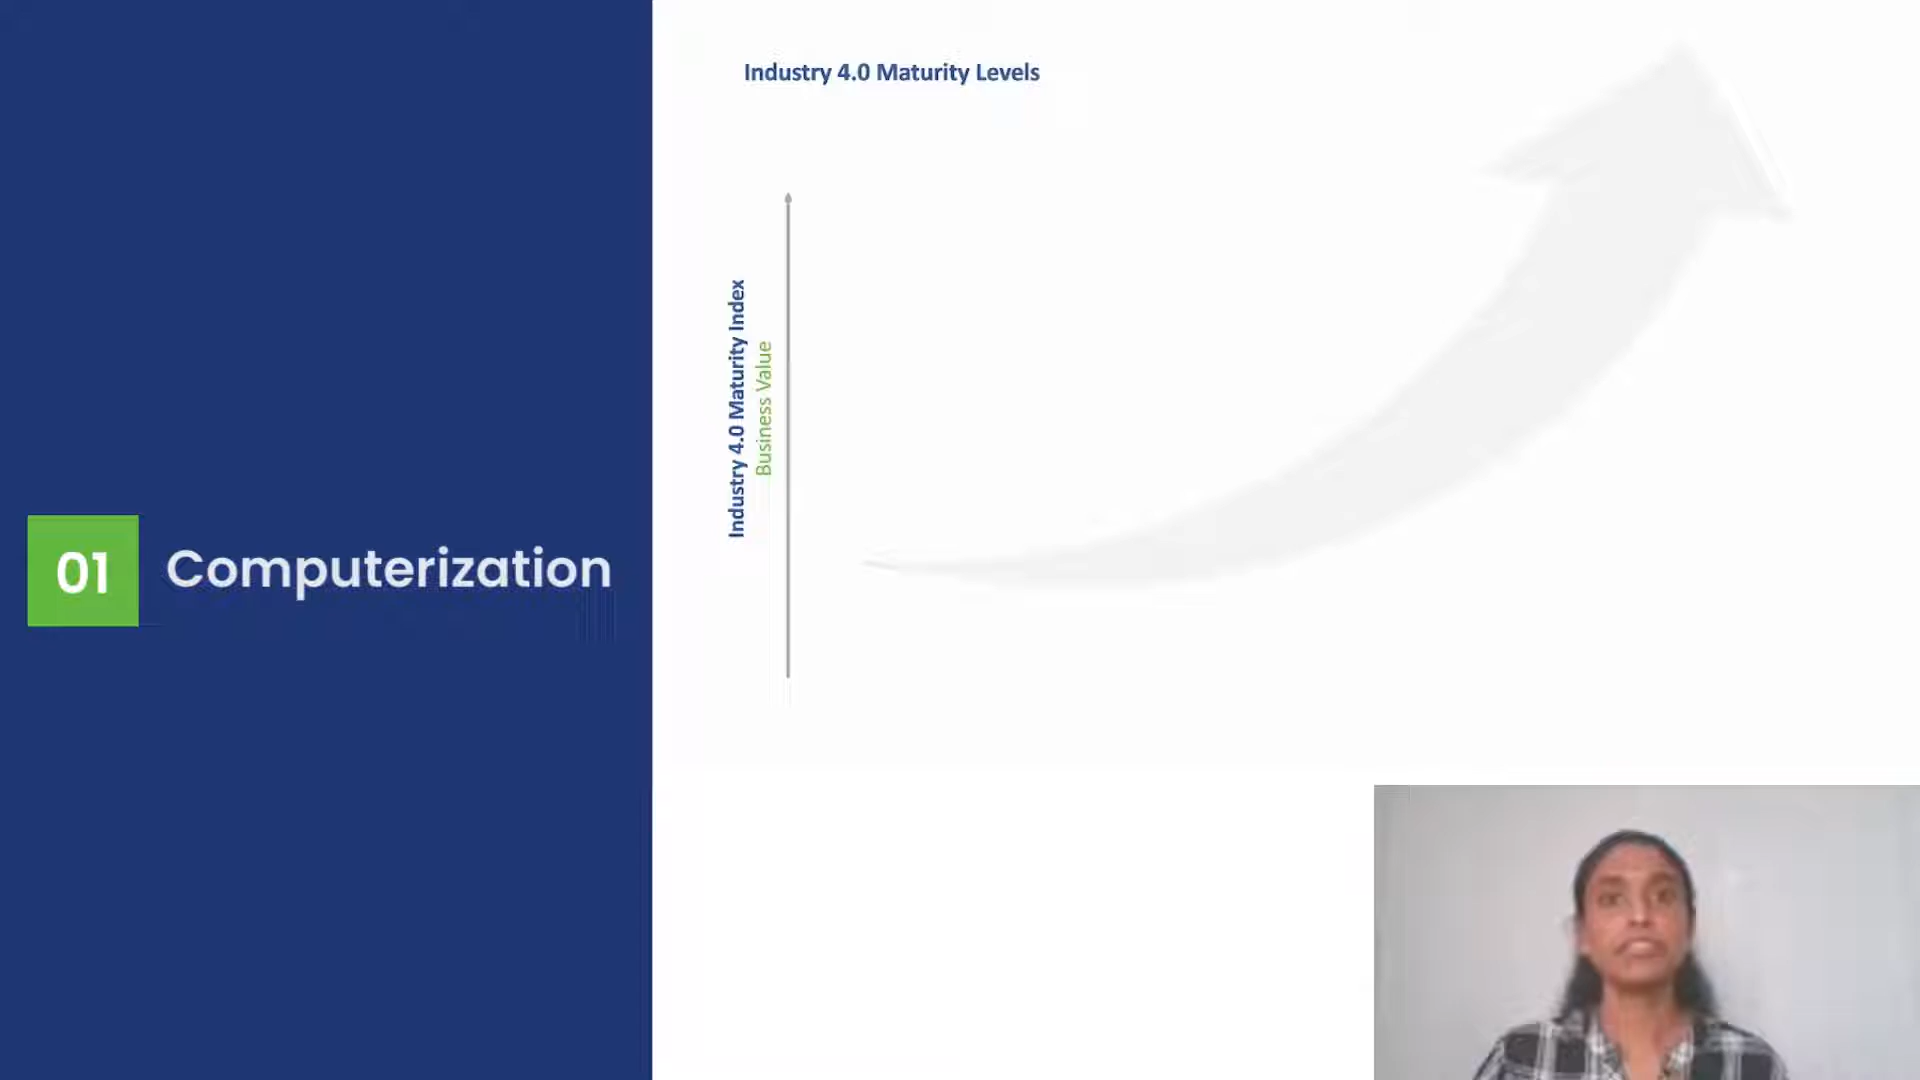 Industry 4.0 Maturity Levels
Industry 4.0 Maturity Index
Business Value
01 Computerization